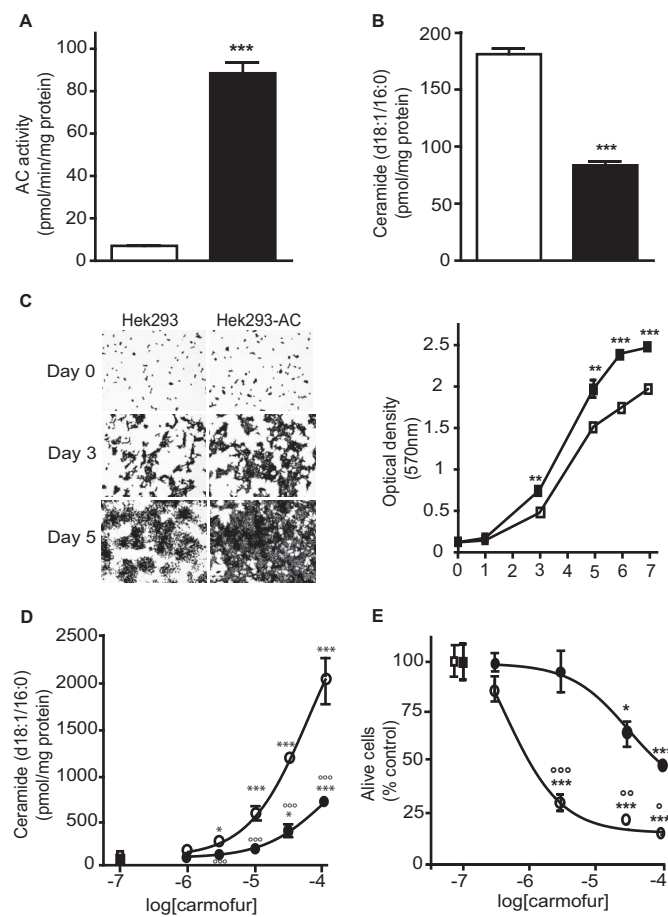 A
AC activity
(pmol/min/mg protein)
100
80
60
40
20
0
***
B
Ceramide (d18:1/16:0)
(pmol/mg protein)
200
150
100
50
0
***
C
Hek293 Hek293-AC
Day 0
Day 3
Day 5
Optical density
(570nm)
2.5
2
1.5
1
0.5
0
**
**
***
***
0 1 2 3 4 5 6 7
D
Ceramide (d18:1/16:0)
(pmol/mg protein)
2500
2000
1500
1000
500
0
*
***
***
***
°°°
°°°
°°°
*
°°°
***
-7 -6 -5 -4
log[carmofur]
E
Alive cells
(% control)
100
75
50
25
0
*
***
°°°
***
°°
***
°
***
-7 -6 -5 -4
log[carmofur]